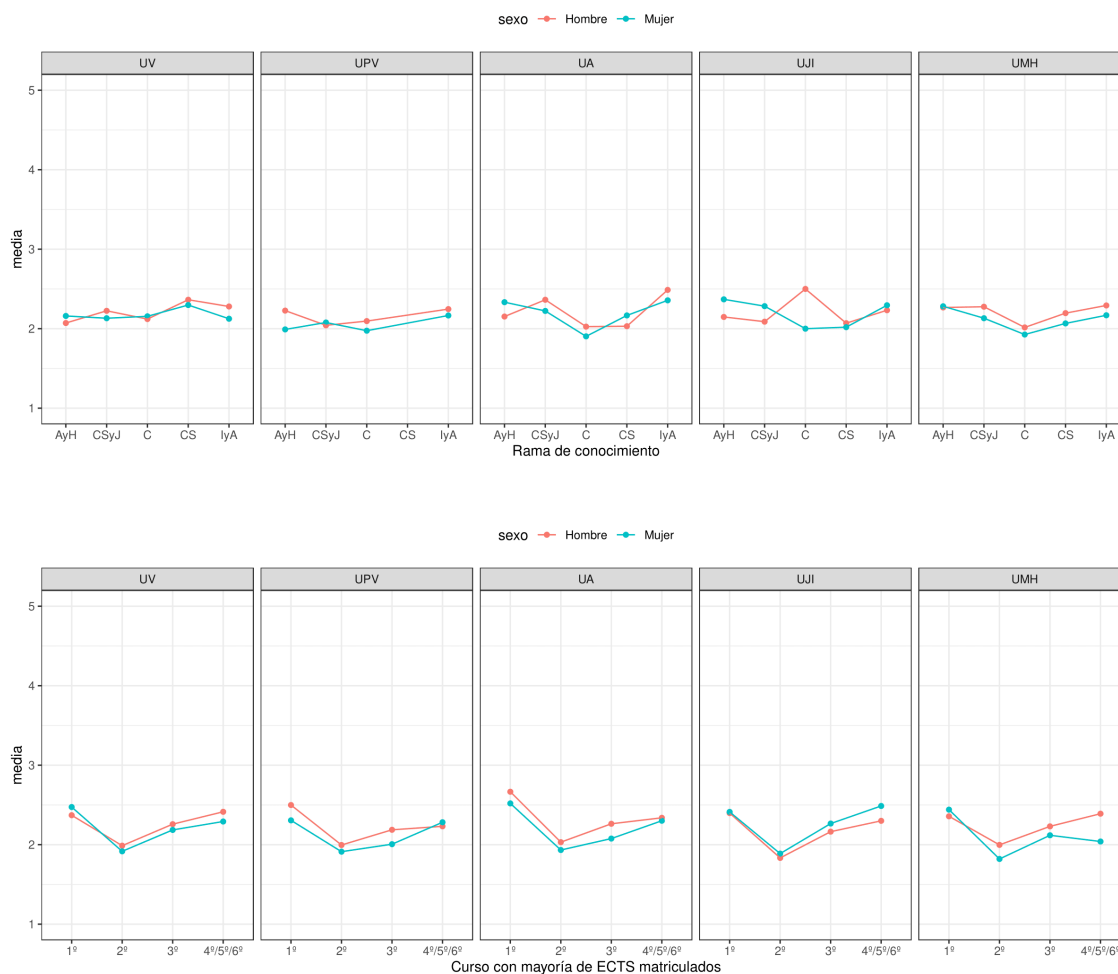 sexo Hombre Mujer
UV UPV UA UJI UMH
5
4
3
2
1
media
AyH CSyJ C CS IyA AyH CSyJ C CS IyA AyH CSyJ C CS IyA AyH CSyJ C CS IyA AyH CSyJ C CS IyA
Rama de conocimiento
sexo Hombre Mujer
UV UPV UA UJI UMH
5
4
3
2
1
media
1º 2º 3º 4º/5º/6º 1º 2º 3º 4º/5º/6º 1º 2º 3º 4º/5º/6º 1º 2º 3º 4º/5º/6º 1º 2º 3º 4º/5º/6º
Curso con mayoría de ECTS matriculados